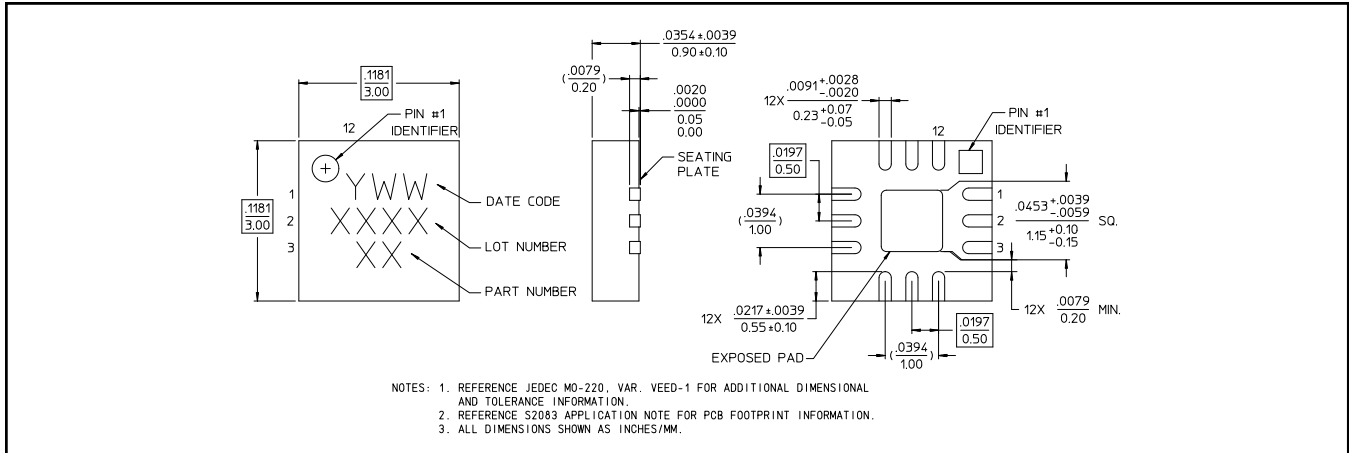 .1181
3.00
12
PIN #1
IDENTIFIER
.1181
3.00
1
2
3
YWW
XXXX
XX
DATE CODE
LOT NUMBER
PART NUMBER
.0354±.0039
0.90±0.10
(.0079
0.20)
.0020
.0000
0.05
0.00
SEATING
PLATE
12X .0091 +.0028 -.0020
0.23 +0.07 -0.05
12
PIN #1
IDENTIFIER
.0197
0.50
(.0394
1.00)
1
2
3
.0453 +.0039 -.0059
1.15 +0.10 -0.15 SQ.
12X .0217±.0039
0.55±0.10
12X .0079
0.20 MIN.
.0197
0.50
(.0394
1.00)
EXPOSED PAD
NOTES: 1. REFERENCE JEDEC MO-220, VAR. VEED-1 FOR ADDITIONAL DIMENSIONAL
AND TOLERANCE INFORMATION.
2. REFERENCE S2083 APPLICATION NOTE FOR PCB FOOTPRINT INFORMATION.
3. ALL DIMENSIONS SHOWN AS INCHES/MM.